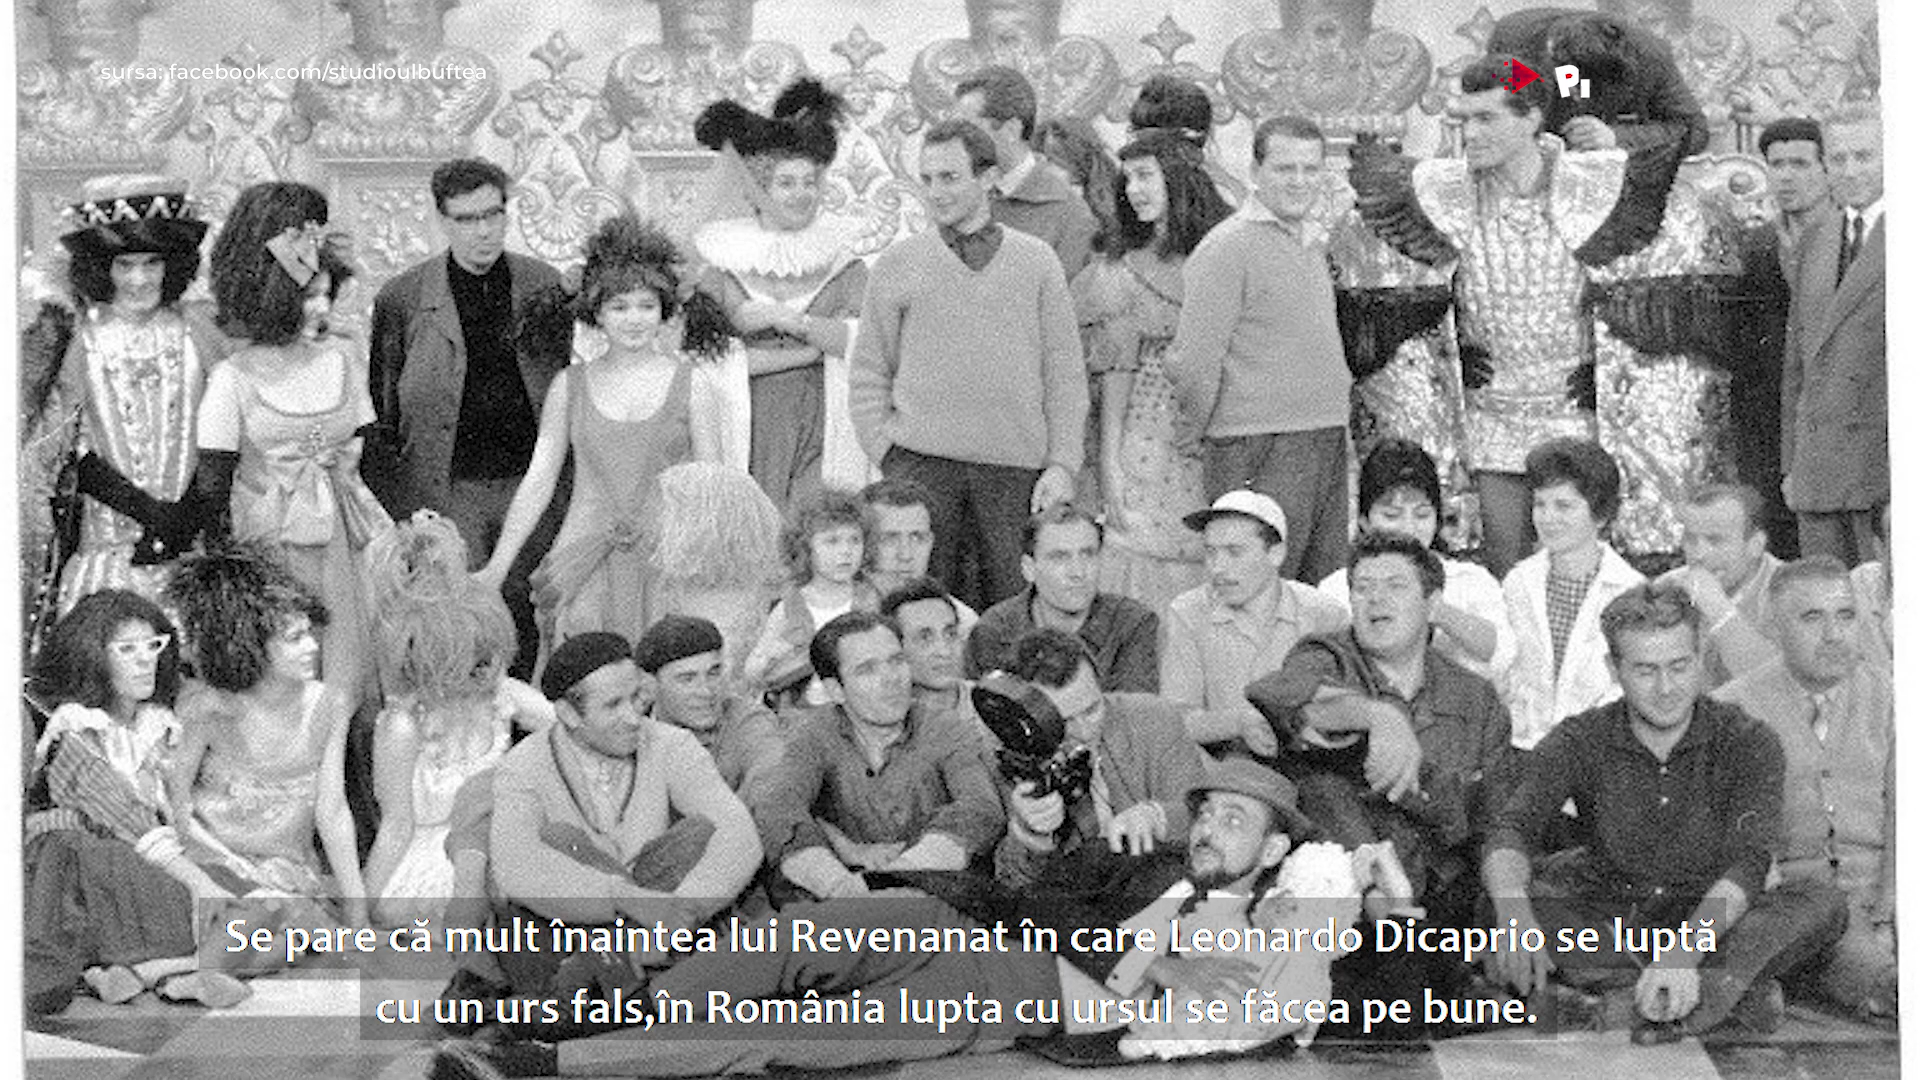 sursa: facebook.com/studioulbuftea
PI
Se pare că mult înaintea lui Revenanat în care Leonardo Dicaprio se luptă
cu un urs fals,în România lupta cu ursul se făcea pe bune.